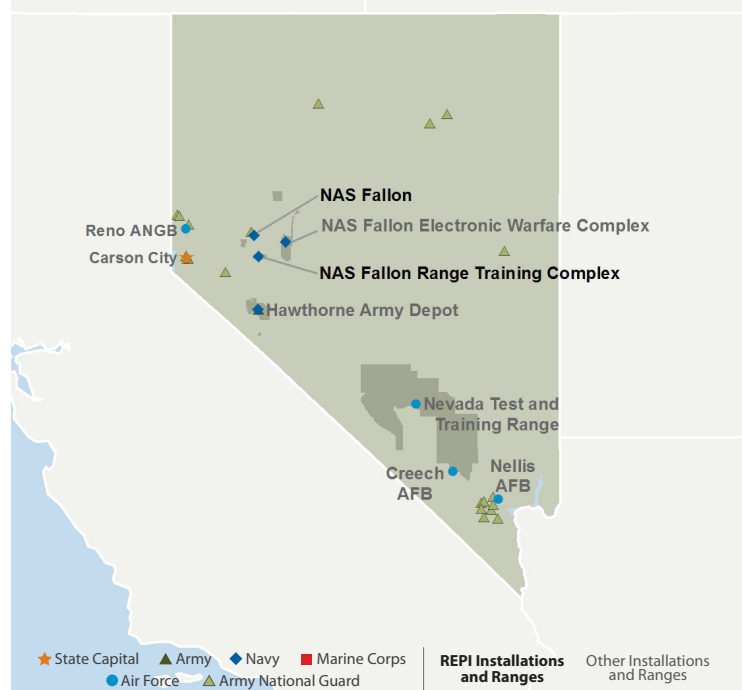 NAS Fallon
NAS Fallon Electronic Warfare Complex
Reno ANGB
Carson City
NAS Fallon Range Training Complex
Hawthorne Army Depot
Nevada Test and
Training Range
Creech
AFB
Nellis
AFB
State Capital
Army
Navy
Marine Corps
Air Force
Army National Guard
REPI Installations
and Ranges
Other Installations
and Ranges